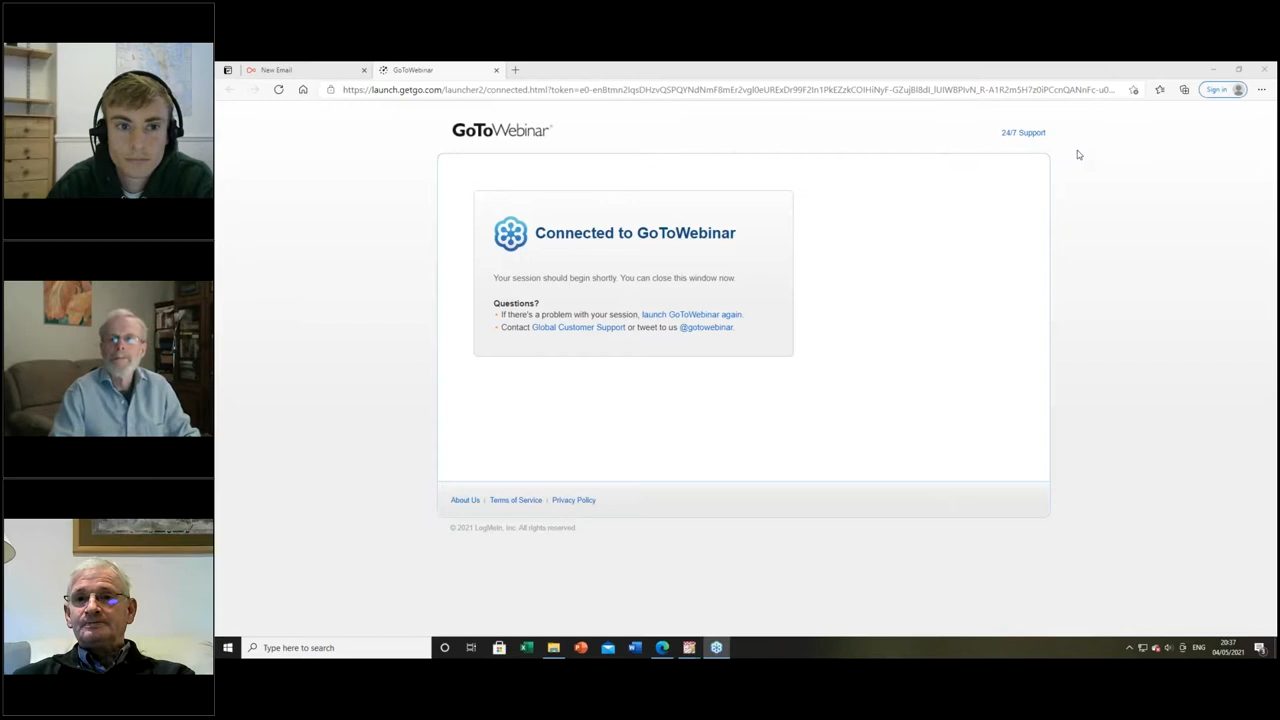 New Email
GoToWebinar
Sign in
GoToWebinar
24/7 Support
Connected to GoToWebinar
Your session should begin shortly. You can close this window now.
Questions?
• If there's a problem with your session, launch GoToWebinar again.
• Contact Global Customer Support or tweet to us @gotowebinar.
About Us | Terms of Service | Privacy Policy
© 2021 LogMeIn, Inc. All rights reserved
Type here to search
ENG
20:37
04/05/2021